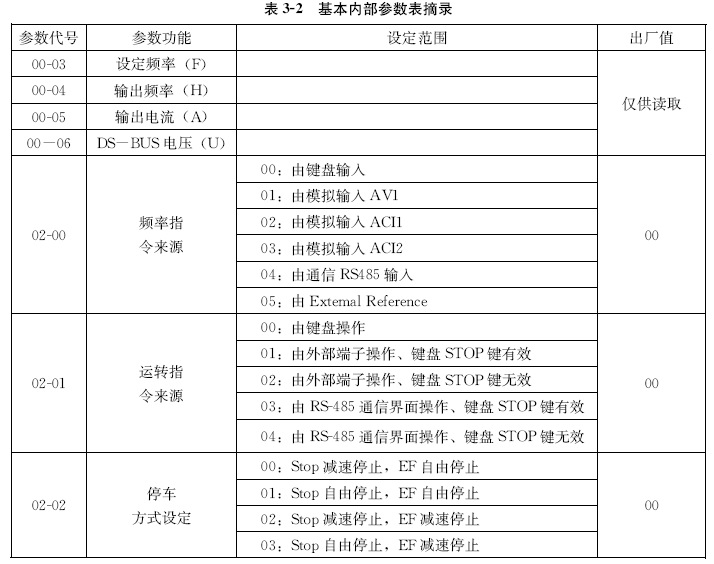 表 3-2 基本内部参数表摘录
参数代号 参数功能 设定范围 出厂值
00-03 设定频率（F）
00-04 输出频率（H）
00-05 输出电流（A）
00－06 DS－BUS电压（U）
仅供读取
02-00
频率指
令来源
00：由键盘输入
01：由模拟输入 AV1
02：由模拟输入 ACI1
03：由模拟输入 ACI2
04：由通信 RS485 输入
05：由 Extemal Reference
00
02-01
运转指
令来源
00：由键盘操作
01：由外部端子操作、键盘 STOP 键有效
02：由外部端子操作、键盘 STOP 键无效
03：由 RS-485 通信界面操作、键盘 STOP 键有效
04：由 RS-485 通信界面操作、键盘 STOP 键无效
00
02-02
停车
方式设定
00：Stop 减速停止，EF 自由停止
01：Stop 自由停止，EF 自由停止
02：Stop 减速停止，EF 减速停止
03：Stop 自由停止，EF 减速停止
00